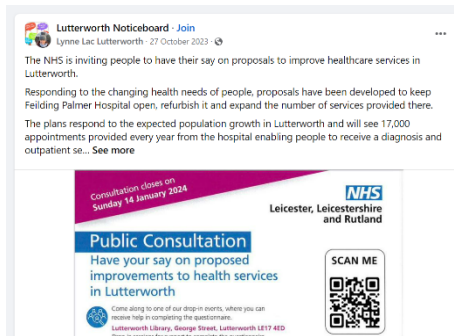 Lutterworth Noticeboard · Join
Lynne Lac Lutterworth · 27 October 2023 ·
The NHS is inviting people to have their say on proposals to improve healthcare services in
Lutterworth.
Responding to the changing health needs of people, proposals have been developed to keep
Feilding Palmer Hospital open, refurbish it and expand the number of services provided there.
The plans respond to the expected population growth in Lutterworth and will see 17,000
appointments provided every year from the hospital enabling people to receive a diagnosis and
outpatient se... See more
Consultation closes on
Sunday 14 January 2024
NHS
Leicester, Leicestershire
and Rutland
Public Consultation
Have your say on proposed
improvements to health services
in Lutterworth
SCAN ME
Come along to one of our drop-in events, where you can
receive help in completing the questionnaire.
Lutterworth Library, George Street, Lutterworth LE17 4ED